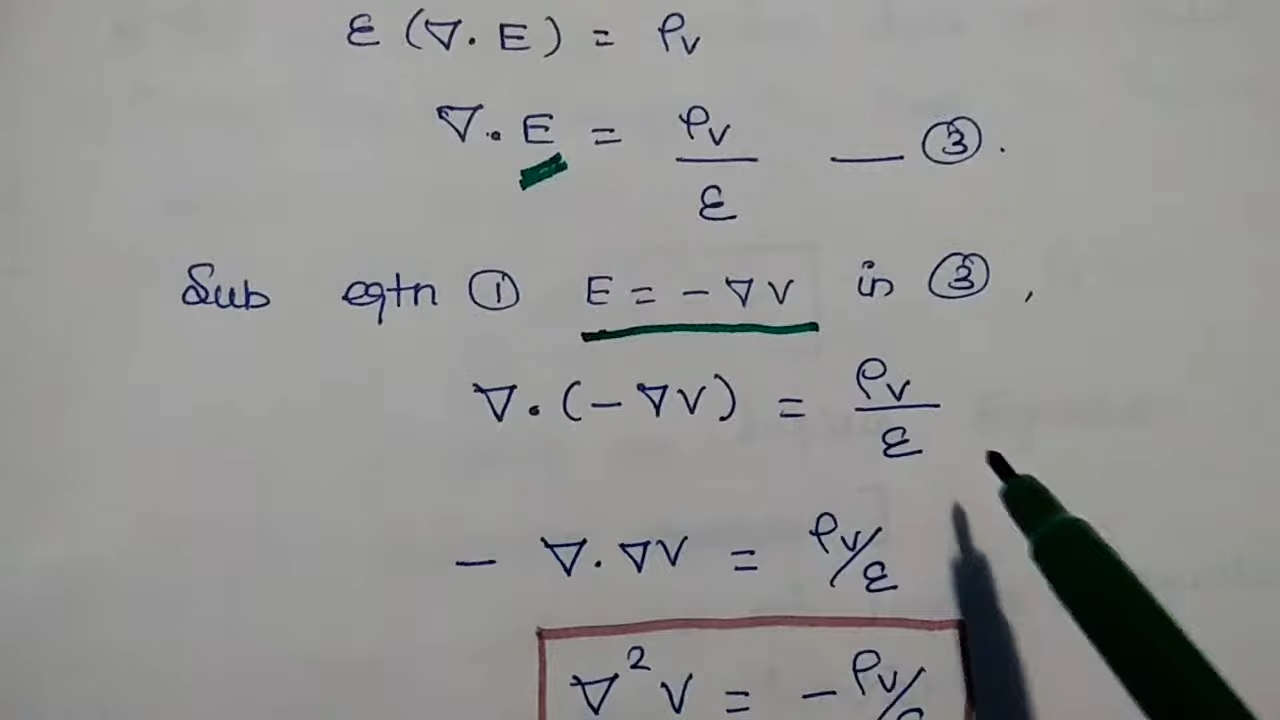 ε (∇. E) = ρv
∇. E = ρv / ε — ③.
Sub eqtn ① E = - ∇V in ③,
∇. (- ∇V) = ρv / ε
- ∇. ∇V = ρv/ε
∇² V = - ρv/ε